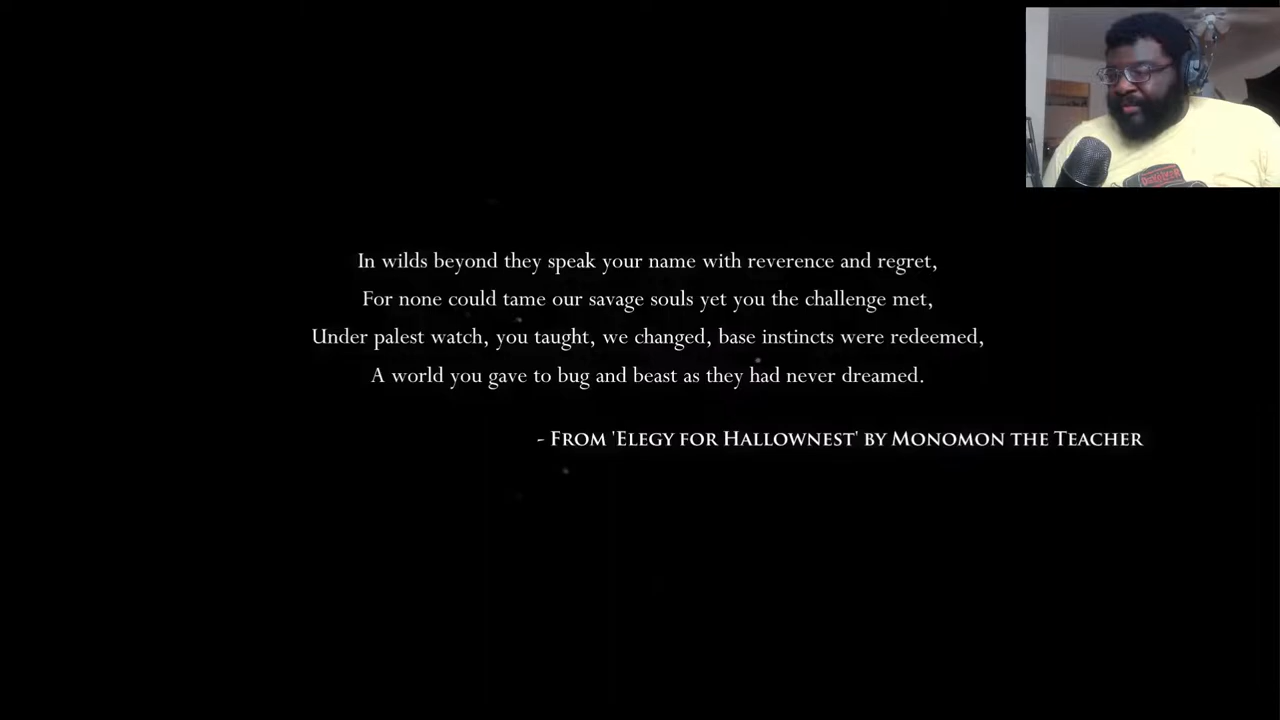 In wilds beyond they speak your name with reverence and regret,
For none could tame our savage souls yet you the challenge met,
Under palest watch, you taught, we changed, base instincts were redeemed,
A world you gave to bug and beast as they had never dreamed.
- From 'Elegy for Hallownest' by Monomon the Teacher